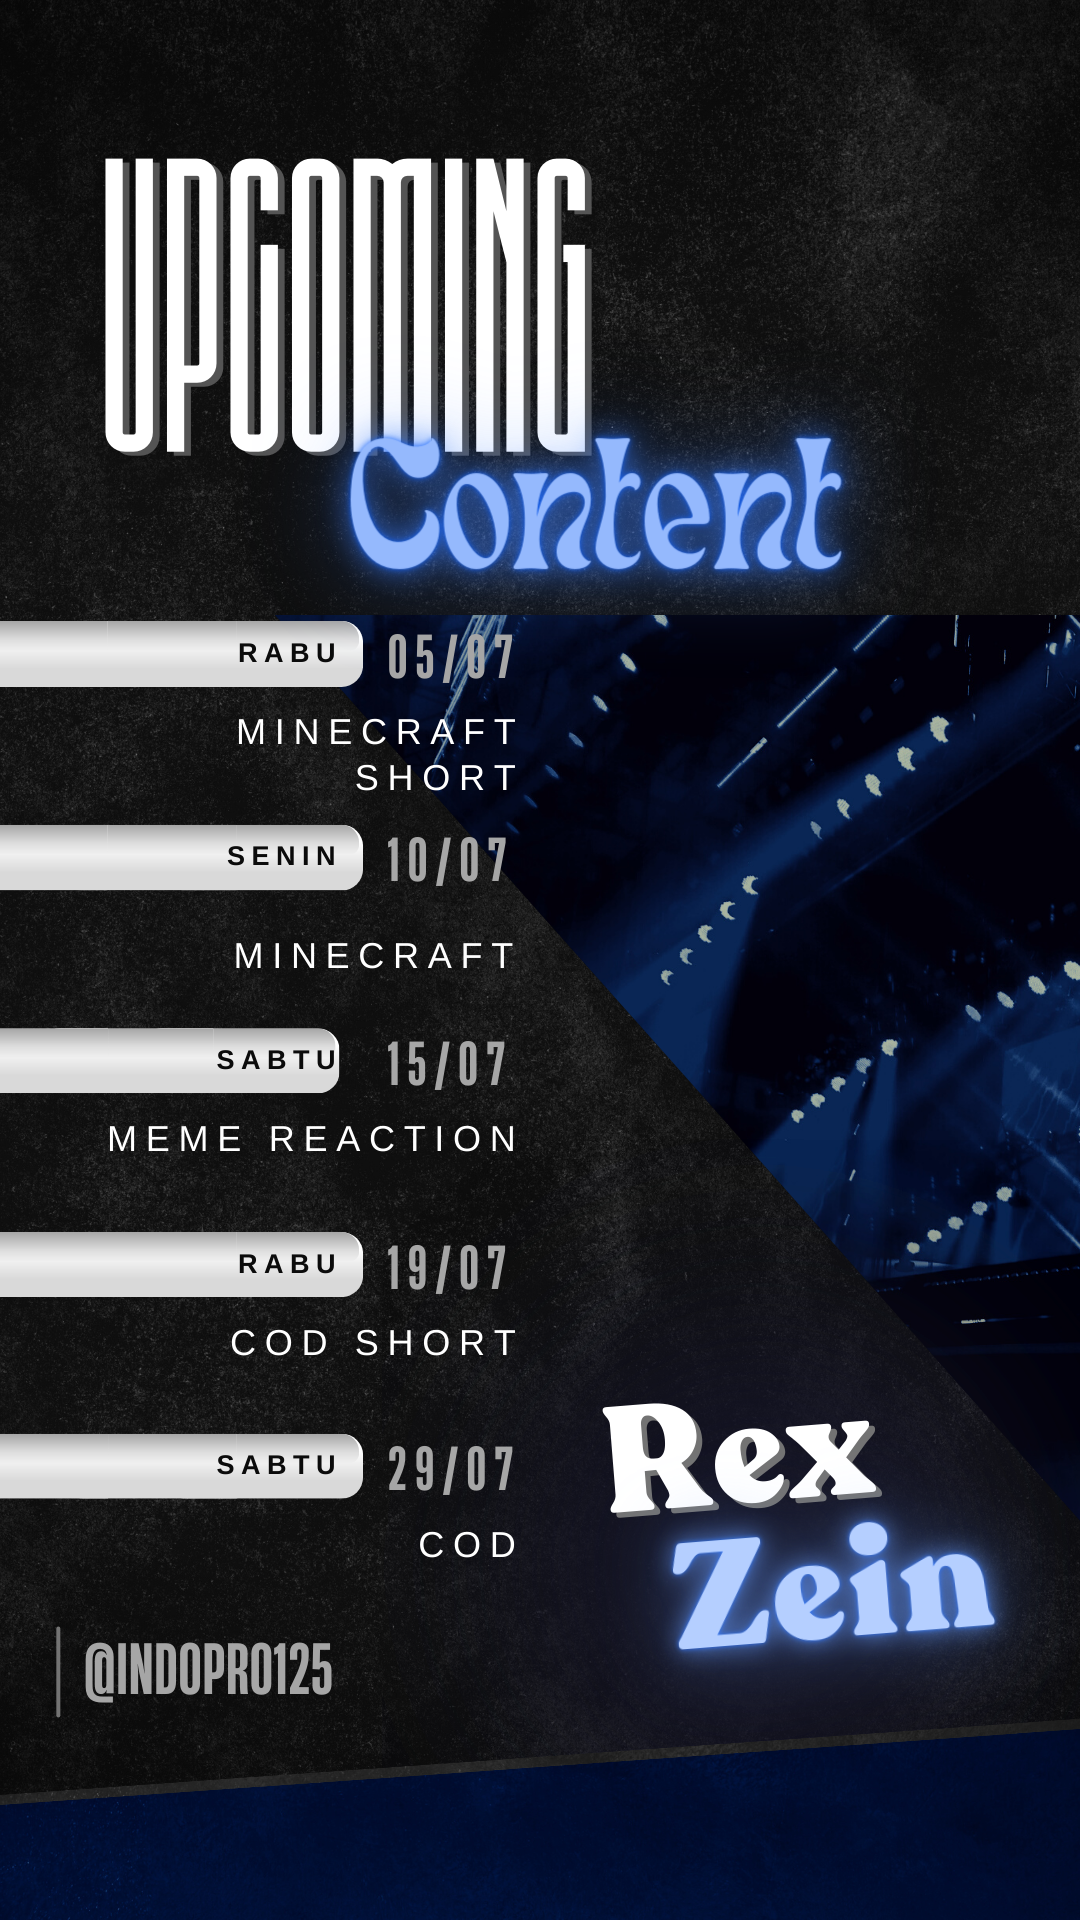 UPCOMING
Content
RABU 05/07
MINECRAFT
SHORT
SENIN 10/07
MINECRAFT
SABTU 15/07
MEME REACTION
RABU 19/07
COD SHORT
SABTU 29/07
COD
Rex
Zein
@INDOPRO125